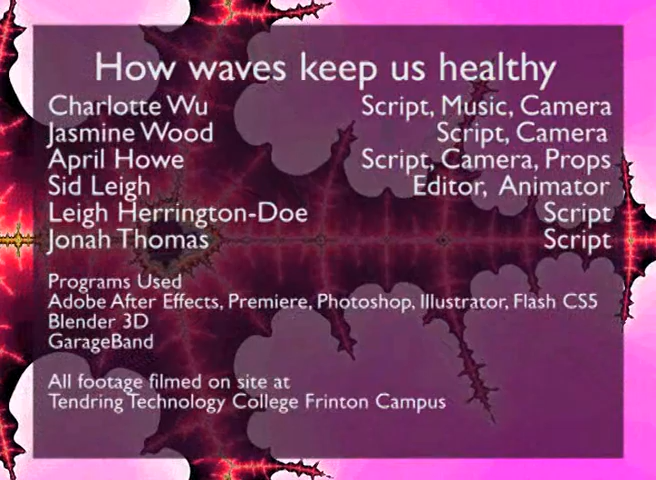 How waves keep us healthy
Charlotte Wu Script, Music, Camera
Jasmine Wood Script, Camera
April Howe Script, Camera, Props
Sid Leigh Editor, Animator
Leigh Herrington-Doe Script
Jonah Thomas Script
Programs Used
Adobe After Effects, Premiere, Photoshop, Illustrator, Flash CS5
Blender 3D
GarageBand
All footage filmed on site at
Tendring Technology College Frinton Campus